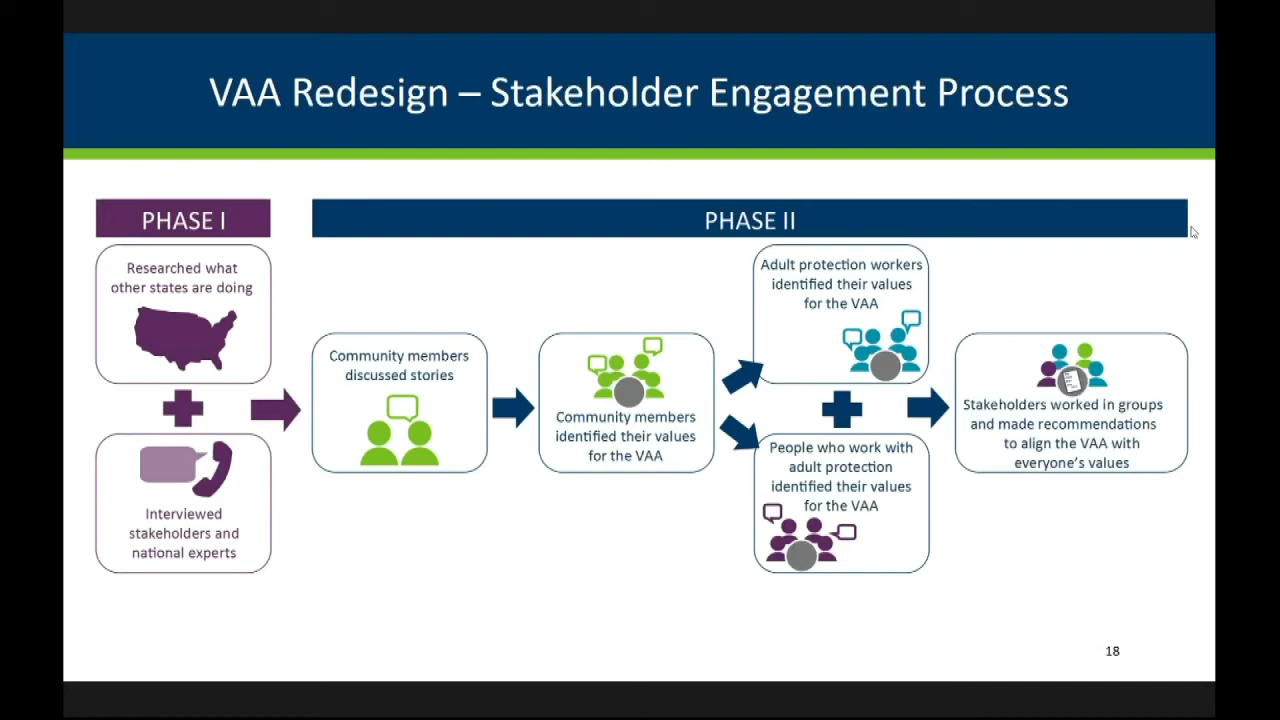 VAA Redesign – Stakeholder Engagement Process
PHASE I
Researched what
other states are doing
Interviewed
stakeholders and
national experts
PHASE II
Community members
discussed stories
Community members
identified their values
for the VAA
Adult protection workers
identified their values
for the VAA
People who work with
adult protection
identified their values
for the VAA
Stakeholders worked in groups
and made recommendations
to align the VAA with
everyone's values
18